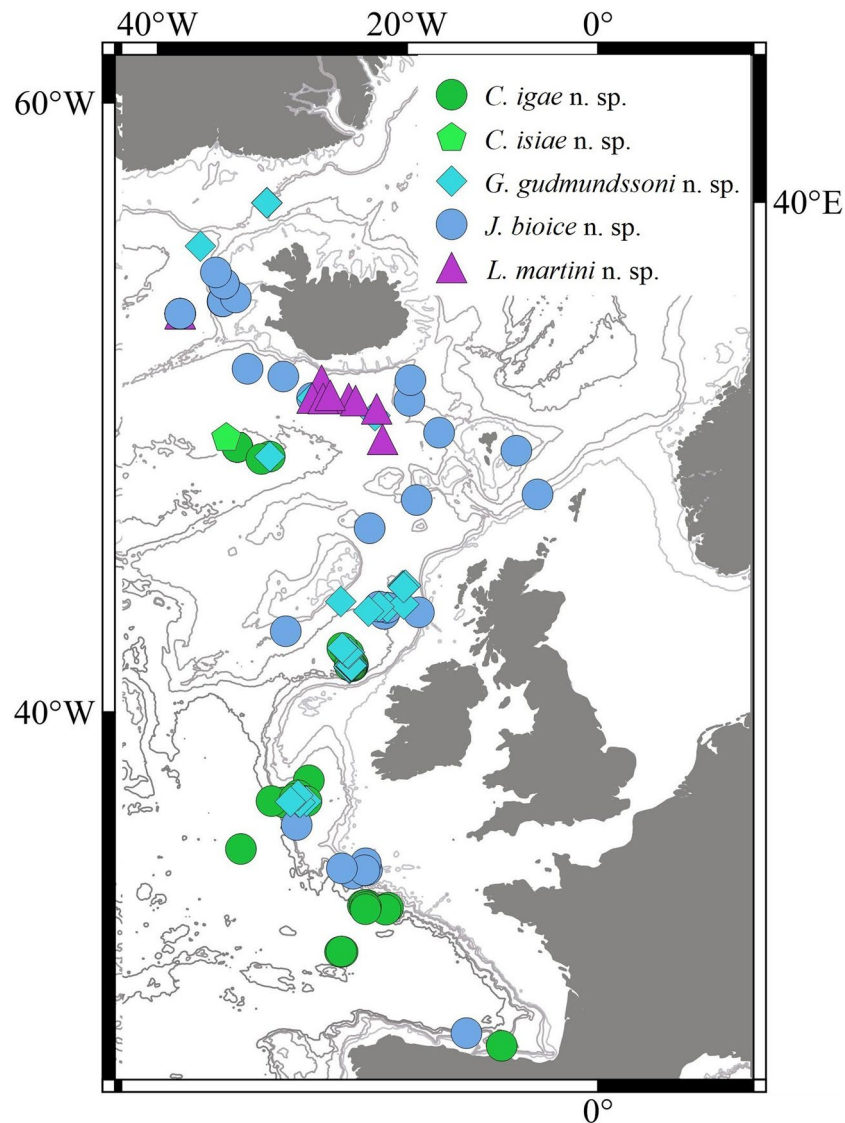 40°W 20°W 0°
60°W
C. igae n. sp.
C. isiae n. sp.
G. gudmundssoni n. sp.
40°E
J. bioice n. sp.
L. martini n. sp.
40°W
0°